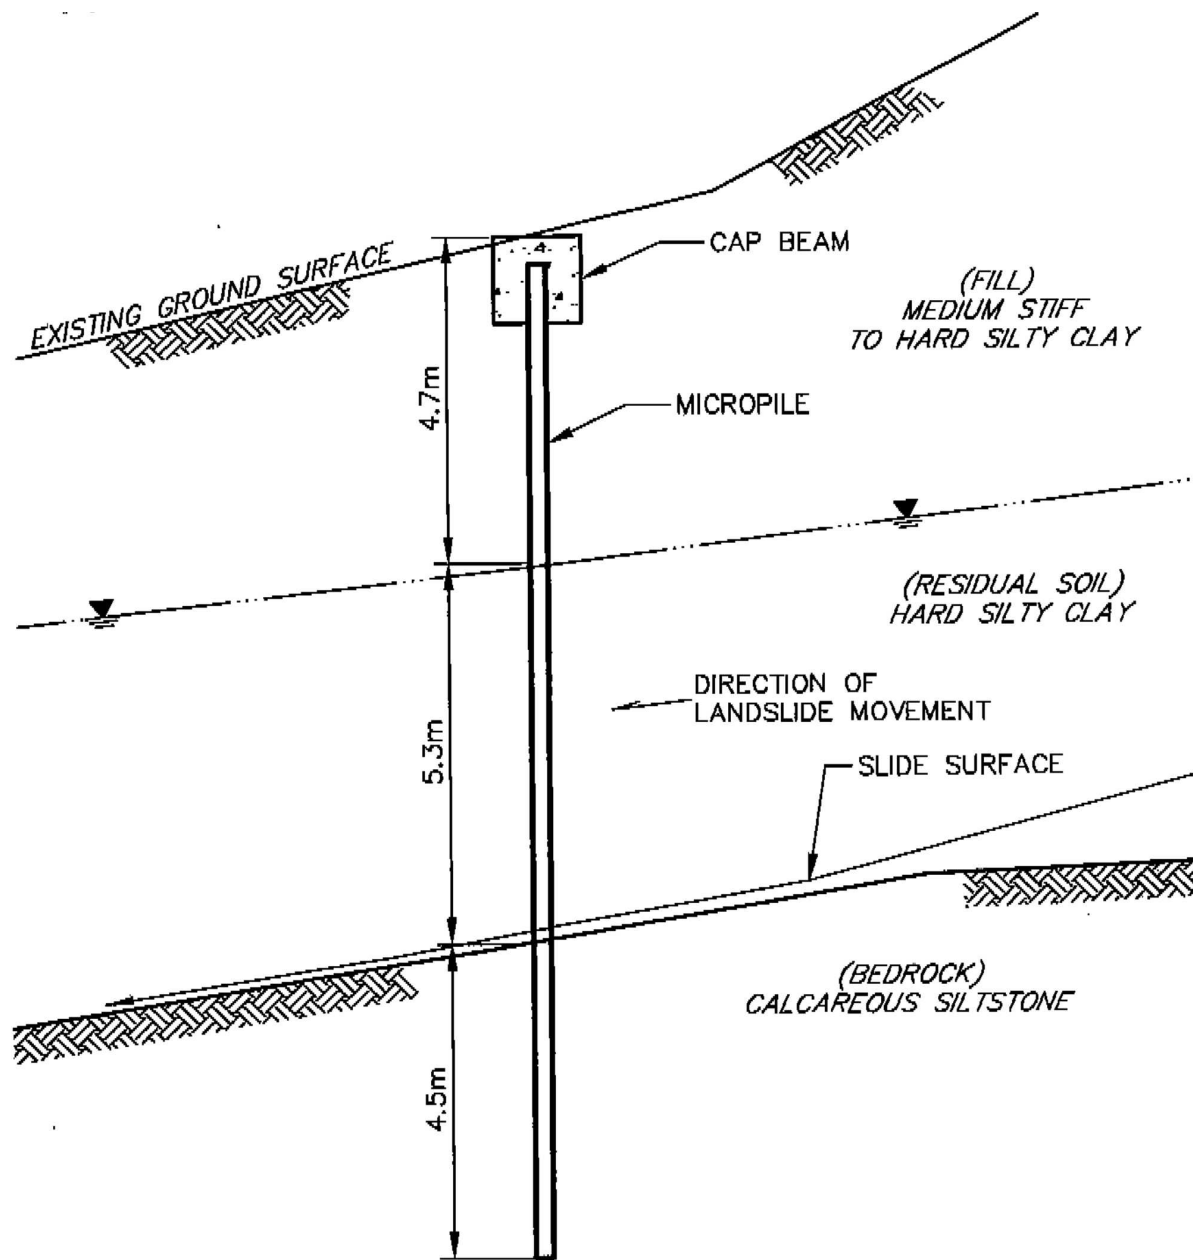 CAP BEAM
(FILL)
MEDIUM STIFF
TO HARD SILTY CLAY
EXISTING GROUND SURFACE
4.7m
MICROPILE
(RESIDUAL SOIL)
HARD SILTY CLAY
DIRECTION OF
LANDSLIDE MOVEMENT
5.3m
SLIDE SURFACE
(BEDROCK)
CALCAREOUS SILTSTONE
4.5m